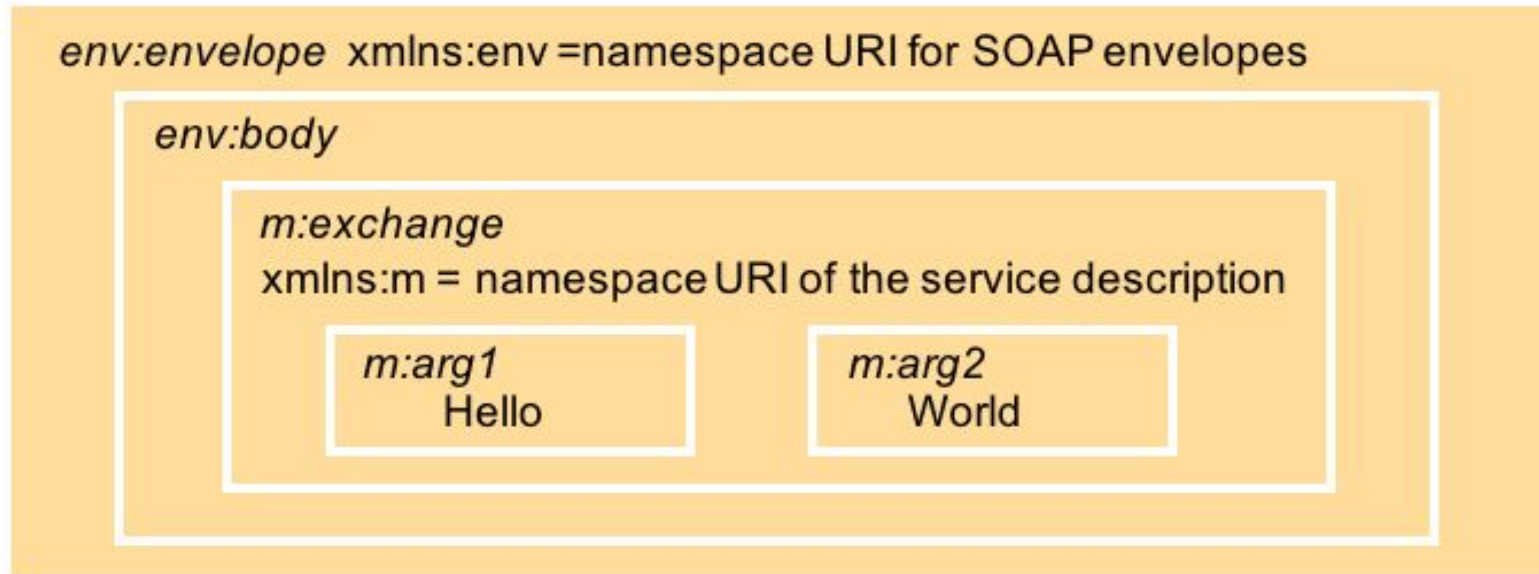 env:envelope xmlns:env =namespace URI for SOAP envelopes
env:body
m:exchange
xmlns:m = namespace URI of the service description
m:arg1
Hello
m:arg2
World